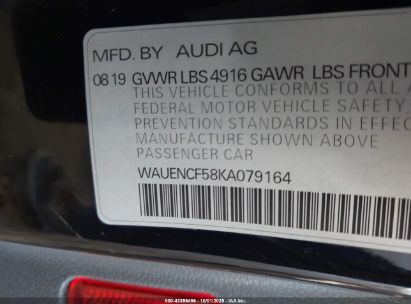 MFD. BY AUDI AG
08 19 GVWR LBS 4916 GAWR LBS FRONT
THIS VEHICLE CONFORMS TO ALL A
FEDERAL MOTOR VEHICLE SAFETY,
PREVENTION STANDARDS IN EFFEC
MANUFACTURE SHOWN ABOVE
PASSENGER CAR
WAUENCF58KA079164